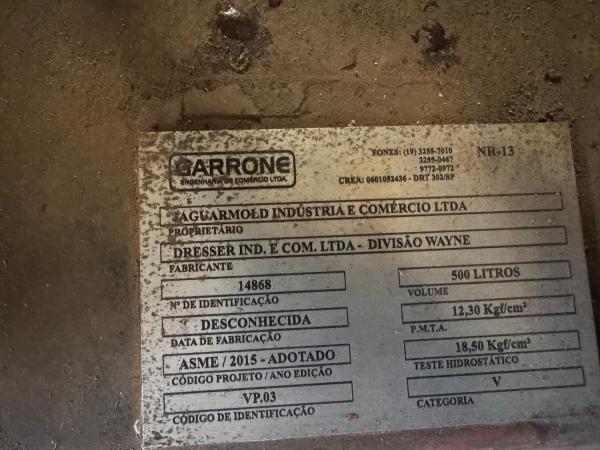 GARRONE
ENGENHARIA DE COMÉRCIO LTDA.
FONES: (19) 3255-7010
3255-0467
9772-0972
CREA: 0601052436 - DRT 302/SP
NR-13
JAGUARMOLD INDÚSTRIA E COMÉRCIO LTDA
PROPRIETÁRIO
DRESSER IND. E COM. LTDA - DIVISÃO WAYNE
FABRICANTE
14868
Nº DE IDENTIFICAÇÃO
DESCONHECIDA
DATA DE FABRICAÇÃO
ASME / 2015 - ADOTADO
CÓDIGO PROJETO / ANO EDIÇÃO
VP.03
CÓDIGO DE IDENTIFICAÇÃO
500 LITROS
VOLUME
12,30 Kgf/cm²
P.M.T.A.
18,50 Kgf/cm²
TESTE HIDROSTÁTICO
V
CATEGORIA